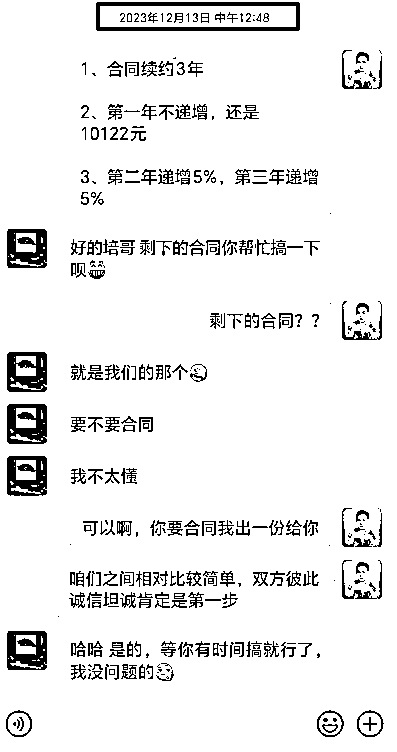 2023年12月13日 中午12:48
1、合同续约3年
2、第一年不递增，还是
10122元
3、第二年递增5%，第三年递增
5%
好的培哥 剩下的合同你帮忙搞一下
呗
剩下的合同？？
就是我们的那个
要不要合同
我不太懂
可以啊，你要合同我出一份给你
咱们之间相对比较简单，双方彼此
诚信坦诚肯定是第一步
哈哈 是的，等你有时间搞就行了，
我没问题的